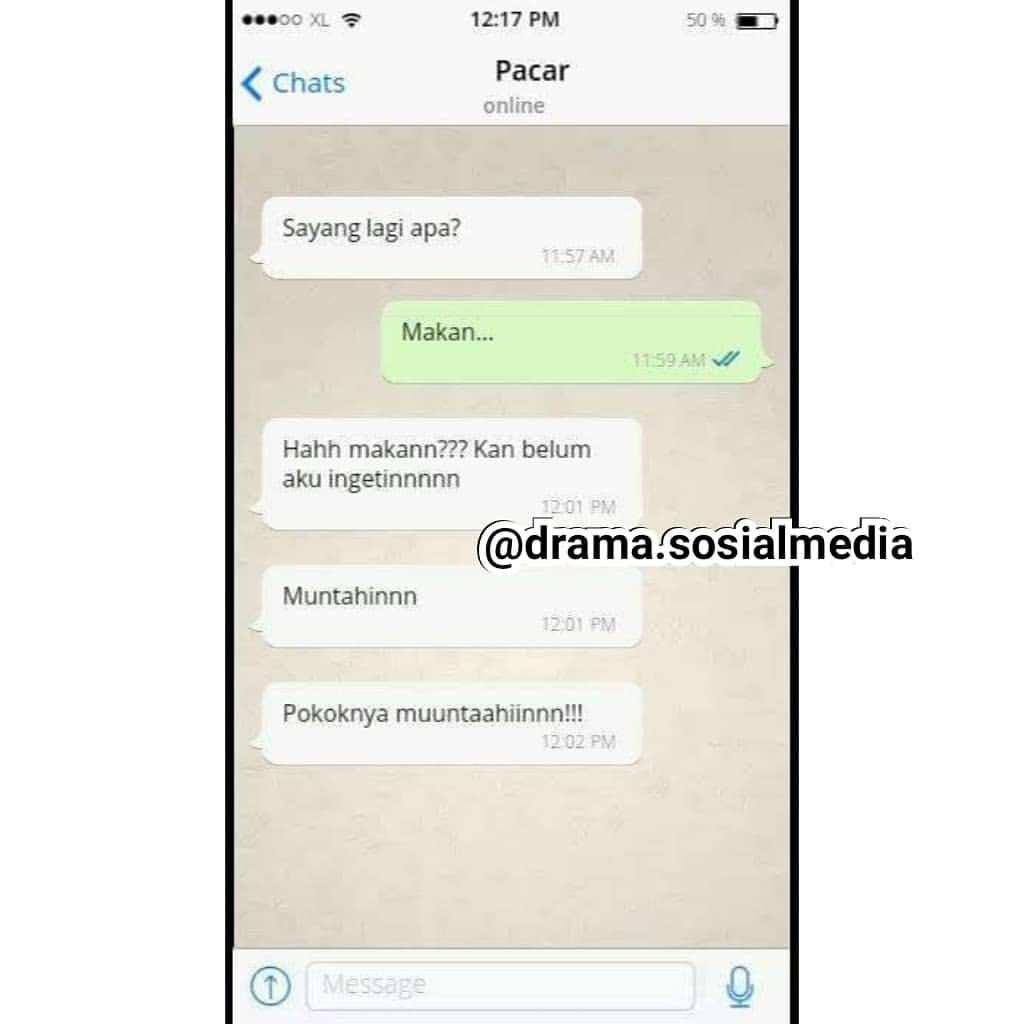 XL 12:17 PM 50 %
Chats
Pacar
online
Sayang lagi apa?
11:57 AM
Makan...
11:59 AM
Hahh makann??? Kan belum
aku ingetinnnnn
12:01 PM
@drama.sosialmedia
Muntahinnn
12:01 PM
Pokoknya muuntaahiinnn!!!
12:02 PM
Message